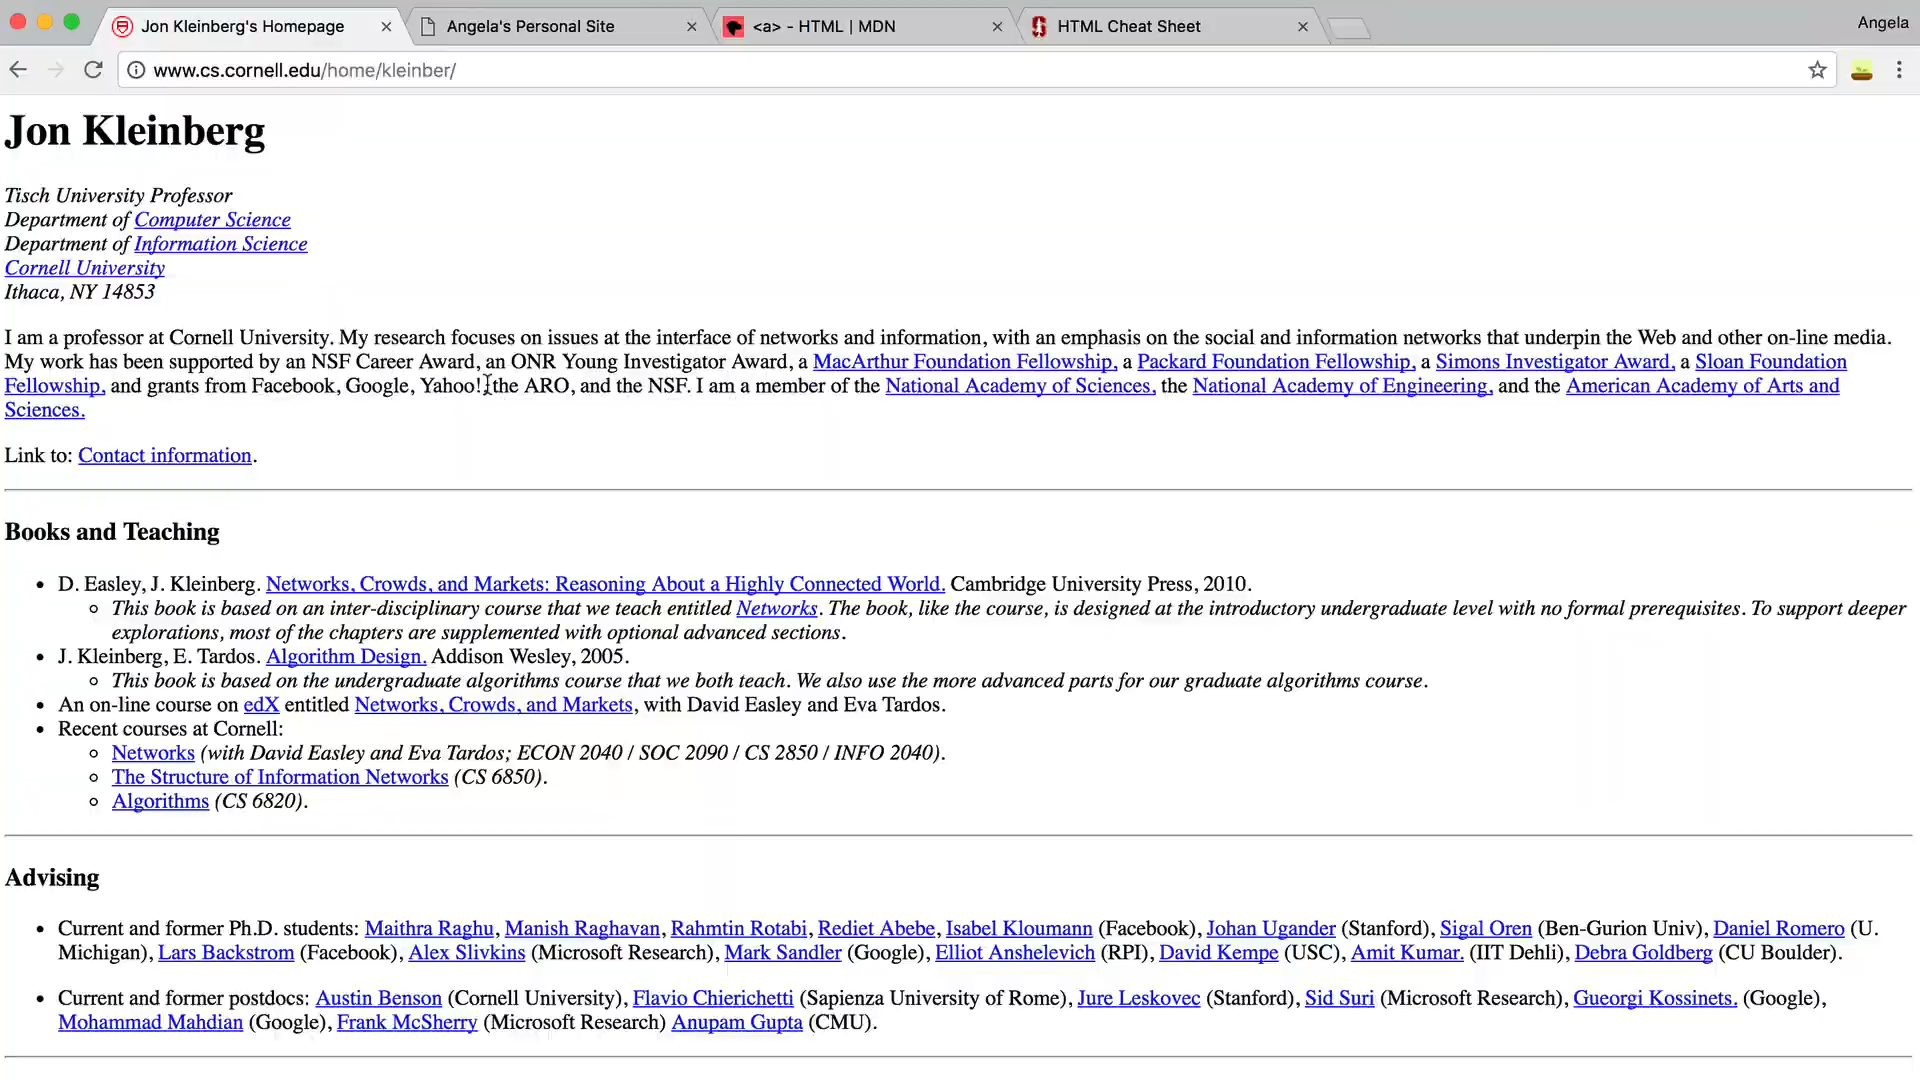 Jon Kleinberg's Homepage
Angela's Personal Site
<a> - HTML | MDN
HTML Cheat Sheet
Angela
www.cs.cornell.edu/home/kleinber/
Jon Kleinberg
Tisch University Professor
Department of Computer Science
Department of Information Science
Cornell University
Ithaca, NY 14853
I am a professor at Cornell University. My research focuses on issues at the interface of networks and information, with an emphasis on the social and information networks that underpin the Web and other on-line media.
My work has been supported by an NSF Career Award, an ONR Young Investigator Award, a MacArthur Foundation Fellowship, a Packard Foundation Fellowship, a Simons Investigator Award, a Sloan Foundation
Fellowship, and grants from Facebook, Google, Yahoo!, the ARO, and the NSF. I am a member of the National Academy of Sciences, the National Academy of Engineering, and the American Academy of Arts and
Sciences.
Link to: Contact information.
Books and Teaching
• D. Easley, J. Kleinberg. Networks, Crowds, and Markets: Reasoning About a Highly Connected World. Cambridge University Press, 2010.
◦ This book is based on an inter-disciplinary course that we teach entitled Networks. The book, like the course, is designed at the introductory undergraduate level with no formal prerequisites. To support deeper
explorations, most of the chapters are supplemented with optional advanced sections.
• J. Kleinberg, E. Tardos. Algorithm Design. Addison Wesley, 2005.
◦ This book is based on the undergraduate algorithms course that we both teach. We also use the more advanced parts for our graduate algorithms course.
• An on-line course on edX entitled Networks, Crowds, and Markets, with David Easley and Eva Tardos.
• Recent courses at Cornell:
◦ Networks (with David Easley and Eva Tardos; ECON 2040 / SOC 2090 / CS 2850 / INFO 2040).
◦ The Structure of Information Networks (CS 6850).
◦ Algorithms (CS 6820).
Advising
• Current and former Ph.D. students: Maithra Raghu, Manish Raghavan, Rahmtin Rotabi, Rediet Abebe, Isabel Kloumann (Facebook), Johan Ugander (Stanford), Sigal Oren (Ben-Gurion Univ), Daniel Romero (U.
Michigan), Lars Backstrom (Facebook), Alex Slivkins (Microsoft Research), Mark Sandler (Google), Elliot Anshelevich (RPI), David Kempe (USC), Amit Kumar. (IIT Dehli), Debra Goldberg (CU Boulder).
• Current and former postdocs: Austin Benson (Cornell University), Flavio Chierichetti (Sapienza University of Rome), Jure Leskovec (Stanford), Sid Suri (Microsoft Research), Gueorgi Kossinets. (Google),
Mohammad Mahdian (Google), Frank McSherry (Microsoft Research) Anupam Gupta (CMU).